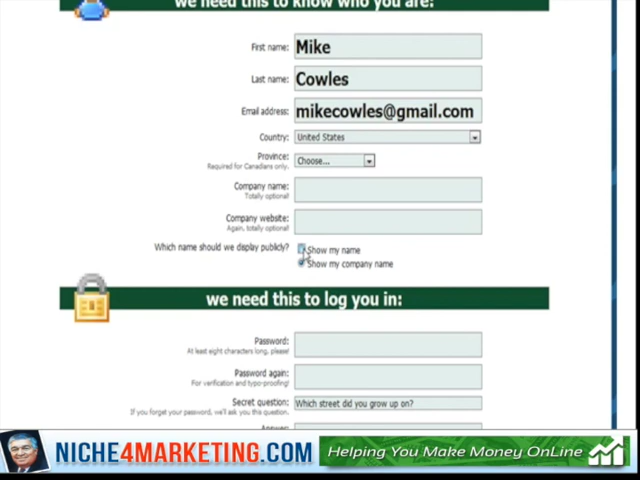 we need this to know who you are:
First name: Mike
Last name: Cowles
Email address: mikecowles@gmail.com
Country: United States
Province: Choose...
Required for Canadians only.
Company name:
Totally optional!
Company website:
Again, totally optional!
Which name should we display publicly? Show my name
Show my company name
we need this to log you in:
Password:
At least eight characters long, please!
Password again:
For verification and typo-proofing!
Secret question: Which street did you grow up on?
If you forget your password, we'll ask you this question.
Answer:
NICHE4MARKETING.COM Helping You Make Money OnLine